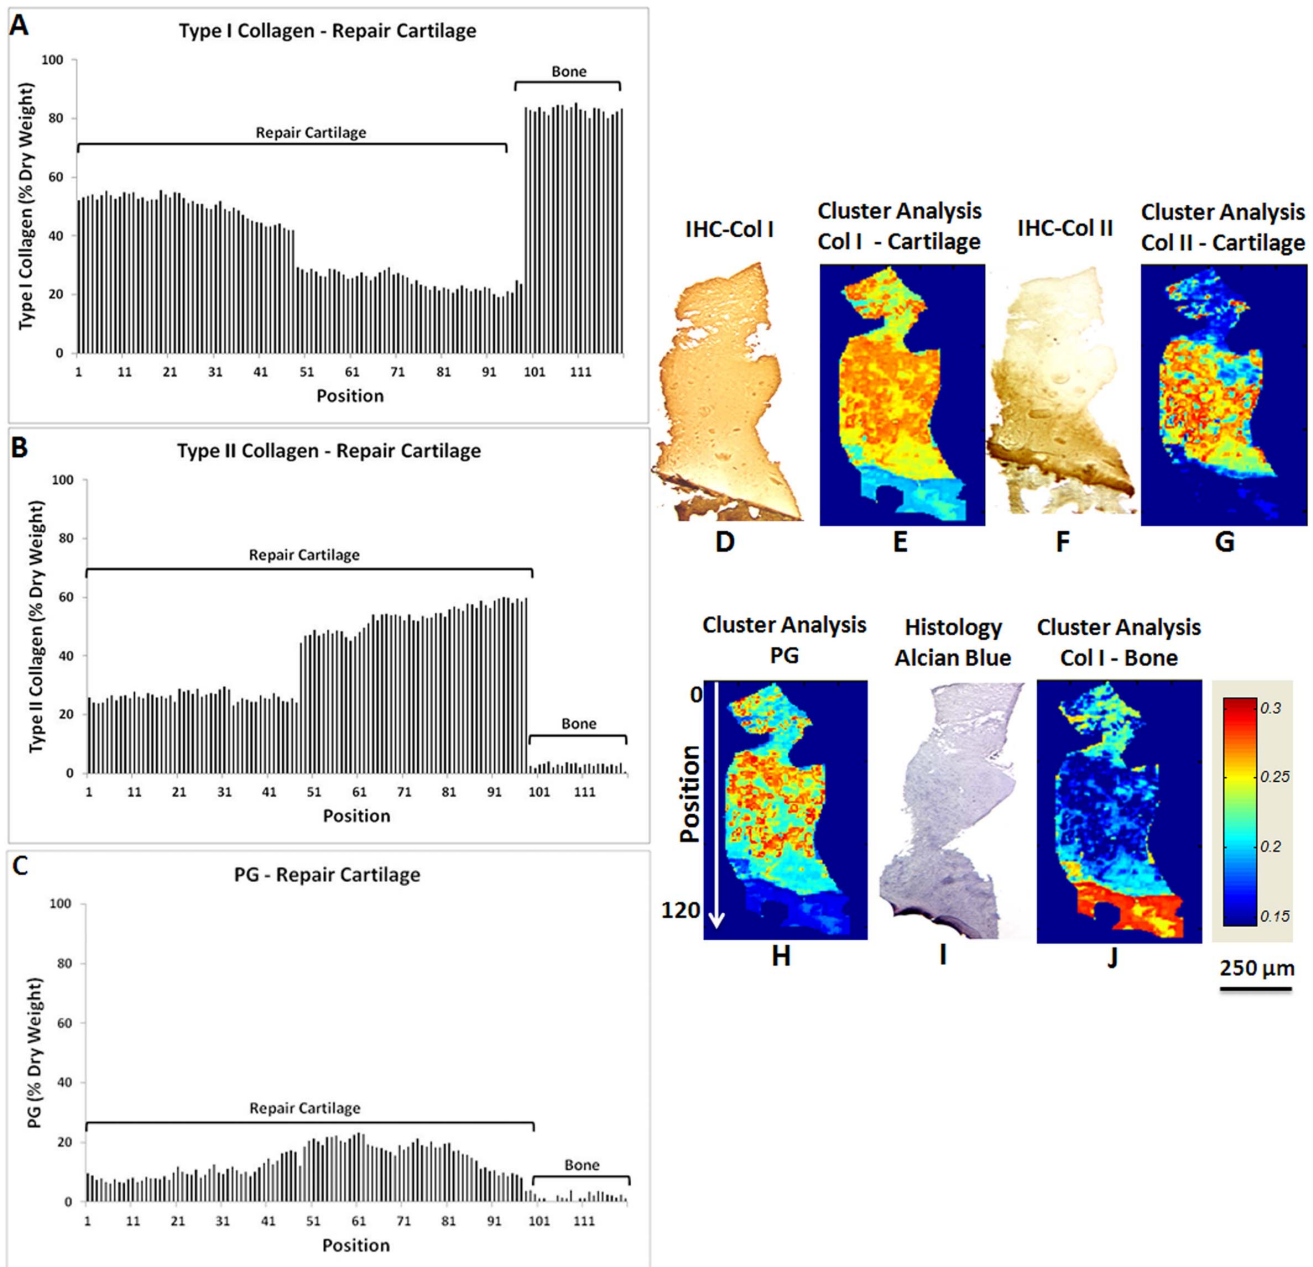 A
Type I Collagen - Repair Cartilage
Type I Collagen (% Dry Weight)
100
80
60
40
20
0
Repair Cartilage
Bone
1 11 21 31 41 51 61 71 81 91 101 111
Position
B
Type II Collagen - Repair Cartilage
Type II Collagen (% Dry Weight)
100
80
60
40
20
0
Repair Cartilage
Bone
1 11 21 31 41 51 61 71 81 91 101 111
Position
C
PG - Repair Cartilage
PG (% Dry Weight)
100
80
60
40
20
0
Repair Cartilage
Bone
1 11 21 31 41 51 61 71 81 91 101 111
Position
IHC-Col I
D
Cluster Analysis
Col I - Cartilage
E
IHC-Col II
F
Cluster Analysis
Col II - Cartilage
G
Cluster Analysis
PG
0
Position
120
H
Histology
Alcian Blue
I
Cluster Analysis
Col I - Bone
J
0.3
0.25
0.2
0.15
250 µm